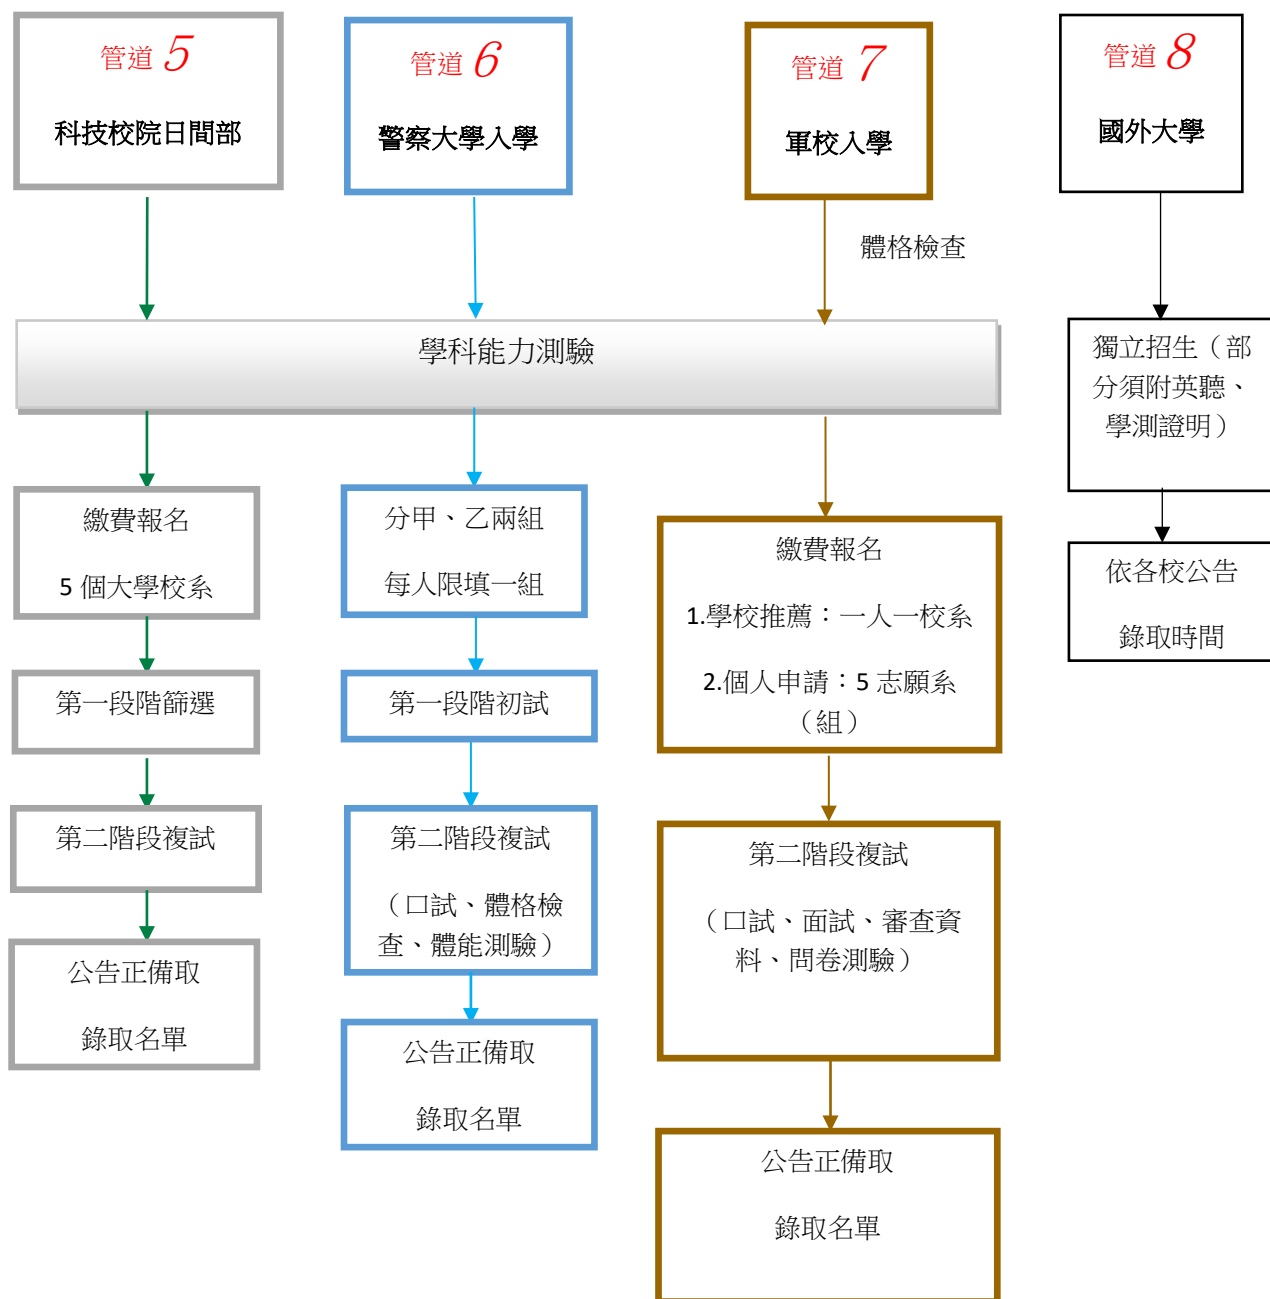 管道 5
科技校院日間部
管道 6
警察大學入學
管道 7
軍校入學
管道 8
國外大學
體格檢查
學科能力測驗
獨立招生（部
分須附英聽、
學測證明）
依各校公告
錄取時間
繳費報名
5 個大學校系
第一段階篩選
第二階段複試
公告正備取
錄取名單
分甲、乙兩組
每人限填一組
第一段階初試
第二階段複試
（口試、體格檢
查、體能測驗）
公告正備取
錄取名單
繳費報名
1.學校推薦：一人一校系
2.個人申請：5 志願系
（組）
第二階段複試
（口試、面試、審查資
料、問卷測驗）
公告正備取
錄取名單